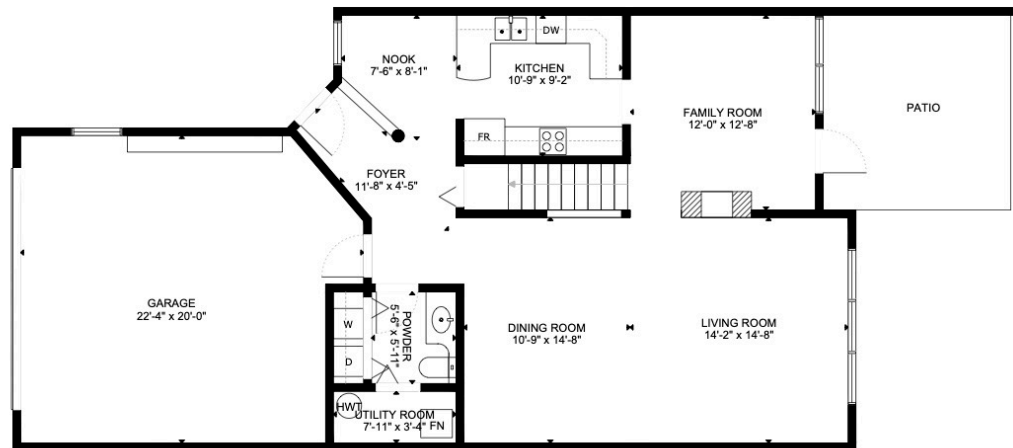 NOOK
7'-6" x 8'-1"
DW
KITCHEN
10'-9" x 9'-2"
FAMILY ROOM
12'-0" x 12'-8"
PATIO
FR
FOYER
11'-8" x 4'-5"
GARAGE
22'-4" x 20'-0"
W
D
POWDER
5'-6" x 5'-11"
DINING ROOM
10'-9" x 14'-8"
LIVING ROOM
14'-2" x 14'-8"
HWT
UTILITY ROOM
7'-11" x 3'-4"
FN